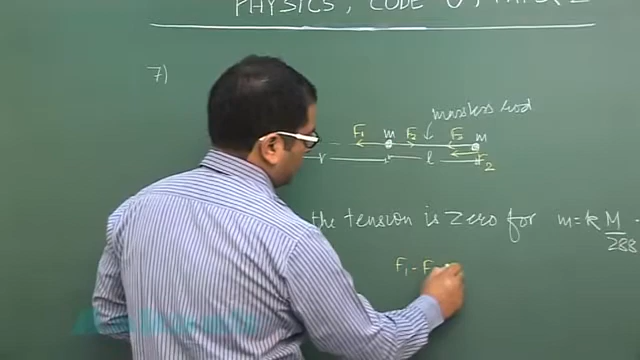 PHYSICS, CODE
7)
massless rod
F₁ m F₂ F₂ m
r l F₂
the tension is zero for m = k M/288
F₁ - F